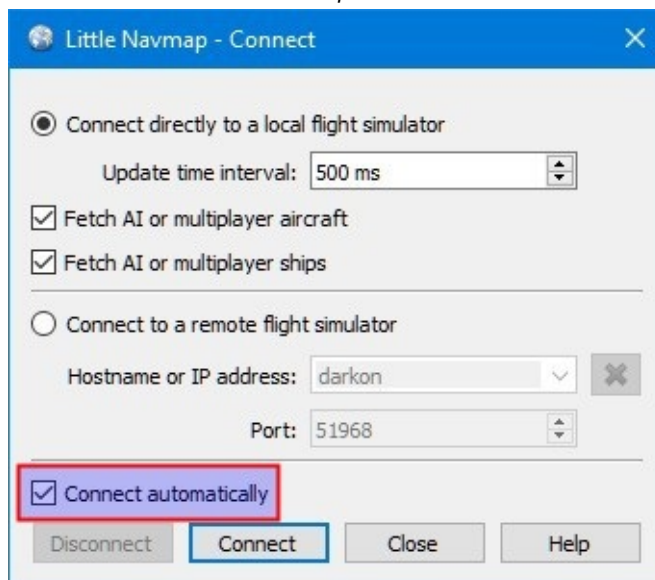 Little Navmap - Connect
Connect directly to a local flight simulator
Update time interval: 500 ms
Fetch AI or multiplayer aircraft
Fetch AI or multiplayer ships
Connect to a remote flight simulator
Hostname or IP address: darkon
Port: 51968
Connect automatically
Disconnect Connect Close Help